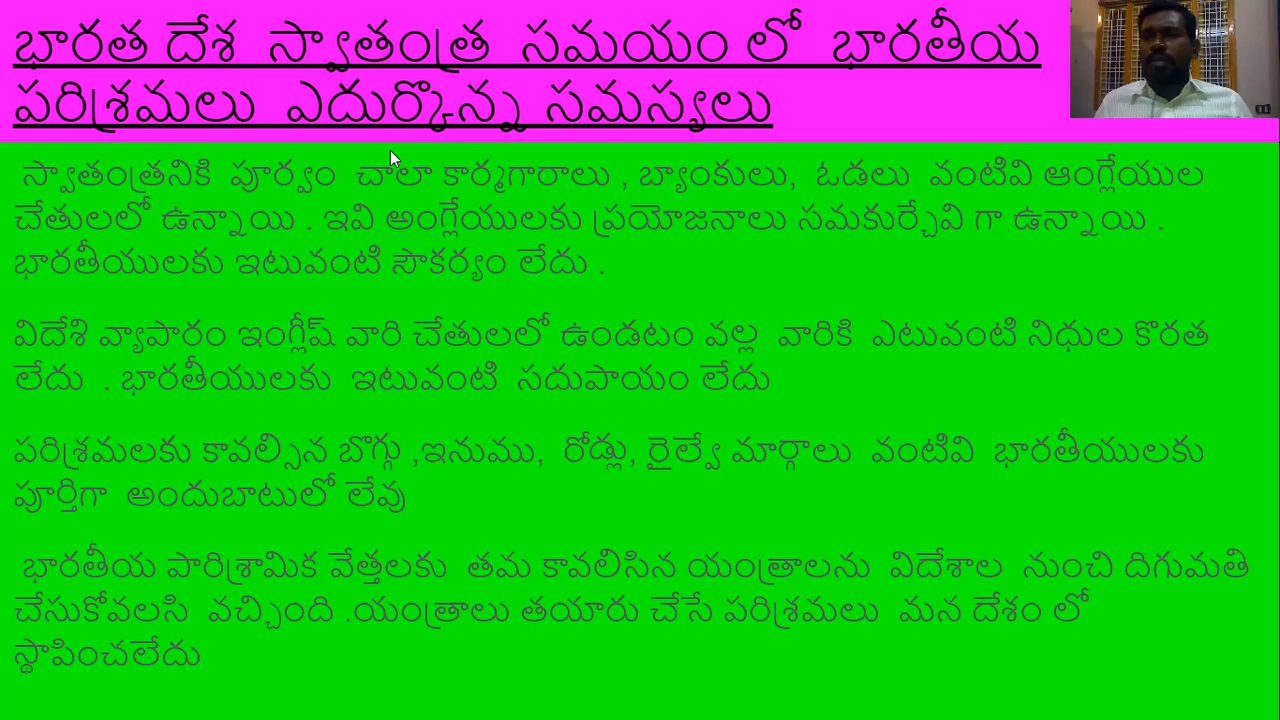 భారత దేశ స్వాతంత్ర సమయం లో భారతీయ
పరిశ్రమలు ఎదుర్కొన్న సమస్యలు
స్వాతంత్రనికి పూర్వం చాలా కార్మగారాలు , బ్యాంకులు, ఓడలు వంటివి ఆంగ్లేయుల
చేతులలో ఉన్నాయి . ఇవి అంగ్లేయులకు ప్రయోజనాలు సమకుర్చేవి గా ఉన్నాయి .
భారతీయులకు ఇటువంటి సౌకర్యం లేదు .
విదేశి వ్యాపారం ఇంగ్లీష్ వారి చేతులలో ఉండటం వల్ల వారికి ఎటువంటి నిధుల కొరత
లేదు . భారతీయులకు ఇటువంటి సదుపాయం లేదు
పరిశ్రమలకు కావల్సిన బొగ్గు ,ఇనుము, రోడ్లు, రైల్వే మార్గాలు వంటివి భారతీయులకు
పూర్తిగా అందుబాటులో లేవు
భారతీయ పారిశ్రామిక వేత్తలకు తమ కావలిసిన యంత్రాలను విదేశాల నుంచి దిగుమతి
చేసుకోవలసి వచ్చింది .యంత్రాలు తయారు చేసే పరిశ్రమలు మన దేశం లో
స్థాపించలేదు